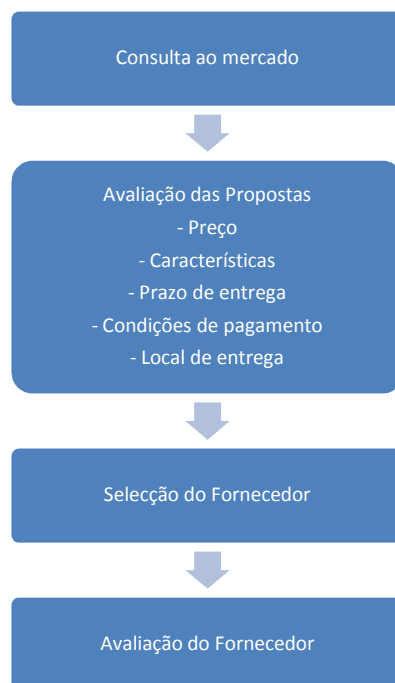 Consulta ao mercado
Avaliação das Propostas
- Preço
- Características
- Prazo de entrega
- Condições de pagamento
- Local de entrega
Selecção do Fornecedor
Avaliação do Fornecedor